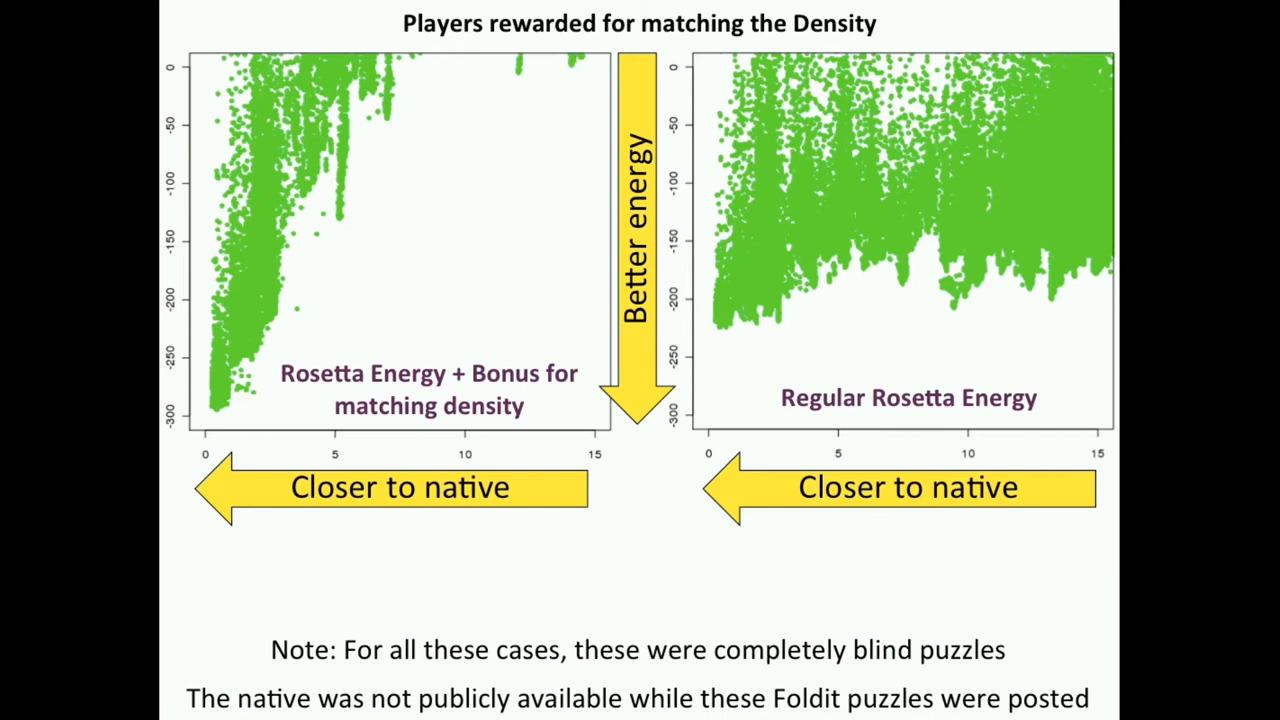 Players rewarded for matching the Density
0
-50
-100
-150
-200
-250
-300
Rosetta Energy + Bonus for
matching density
0 5 10 15
Better energy
0
-50
-100
-150
-200
-250
-300
Regular Rosetta Energy
0 5 10 15
Closer to native
Closer to native
Note: For all these cases, these were completely blind puzzles
The native was not publicly available while these Foldit puzzles were posted